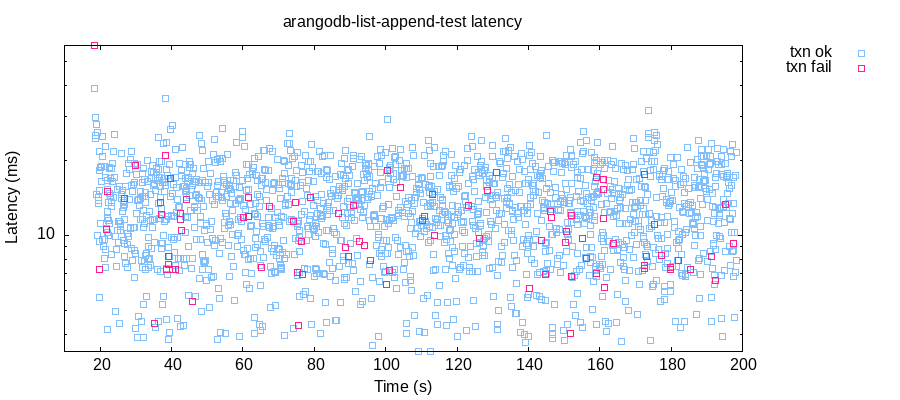 arangodb-list-append-test latency
txn ok
txn fail
Latency (ms)
10
20 40 60 80 100 120 140 160 180 200
Time (s)